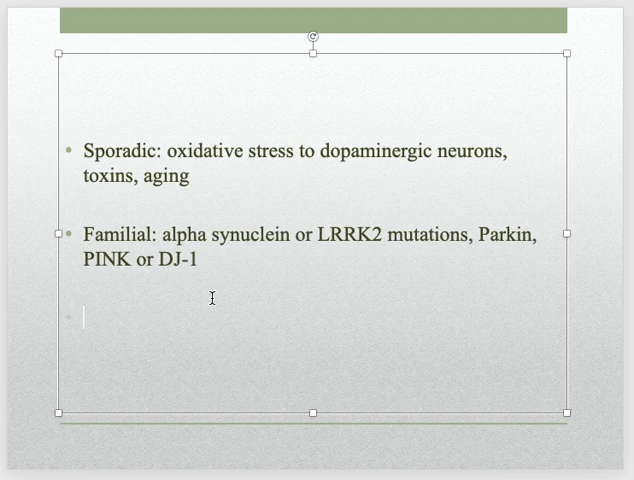 • Sporadic: oxidative stress to dopaminergic neurons,
toxins, aging
• Familial: alpha synuclein or LRRK2 mutations, Parkin,
PINK or DJ-1